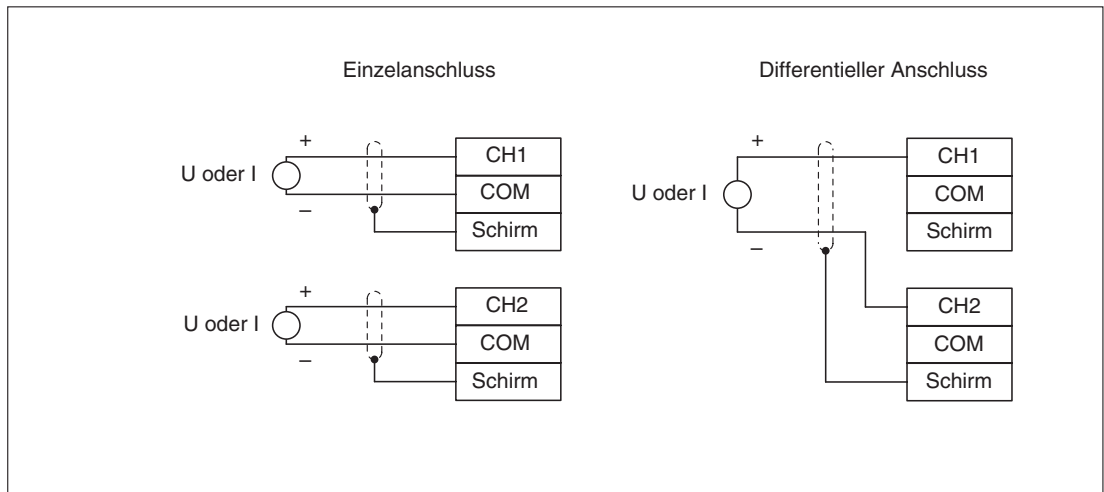 Einzelanschluss
+
U oder I
–
CH1
COM
Schirm
+
U oder I
–
CH2
COM
Schirm
Differentieller Anschluss
+
U oder I
–
CH1
COM
Schirm
CH2
COM
Schirm